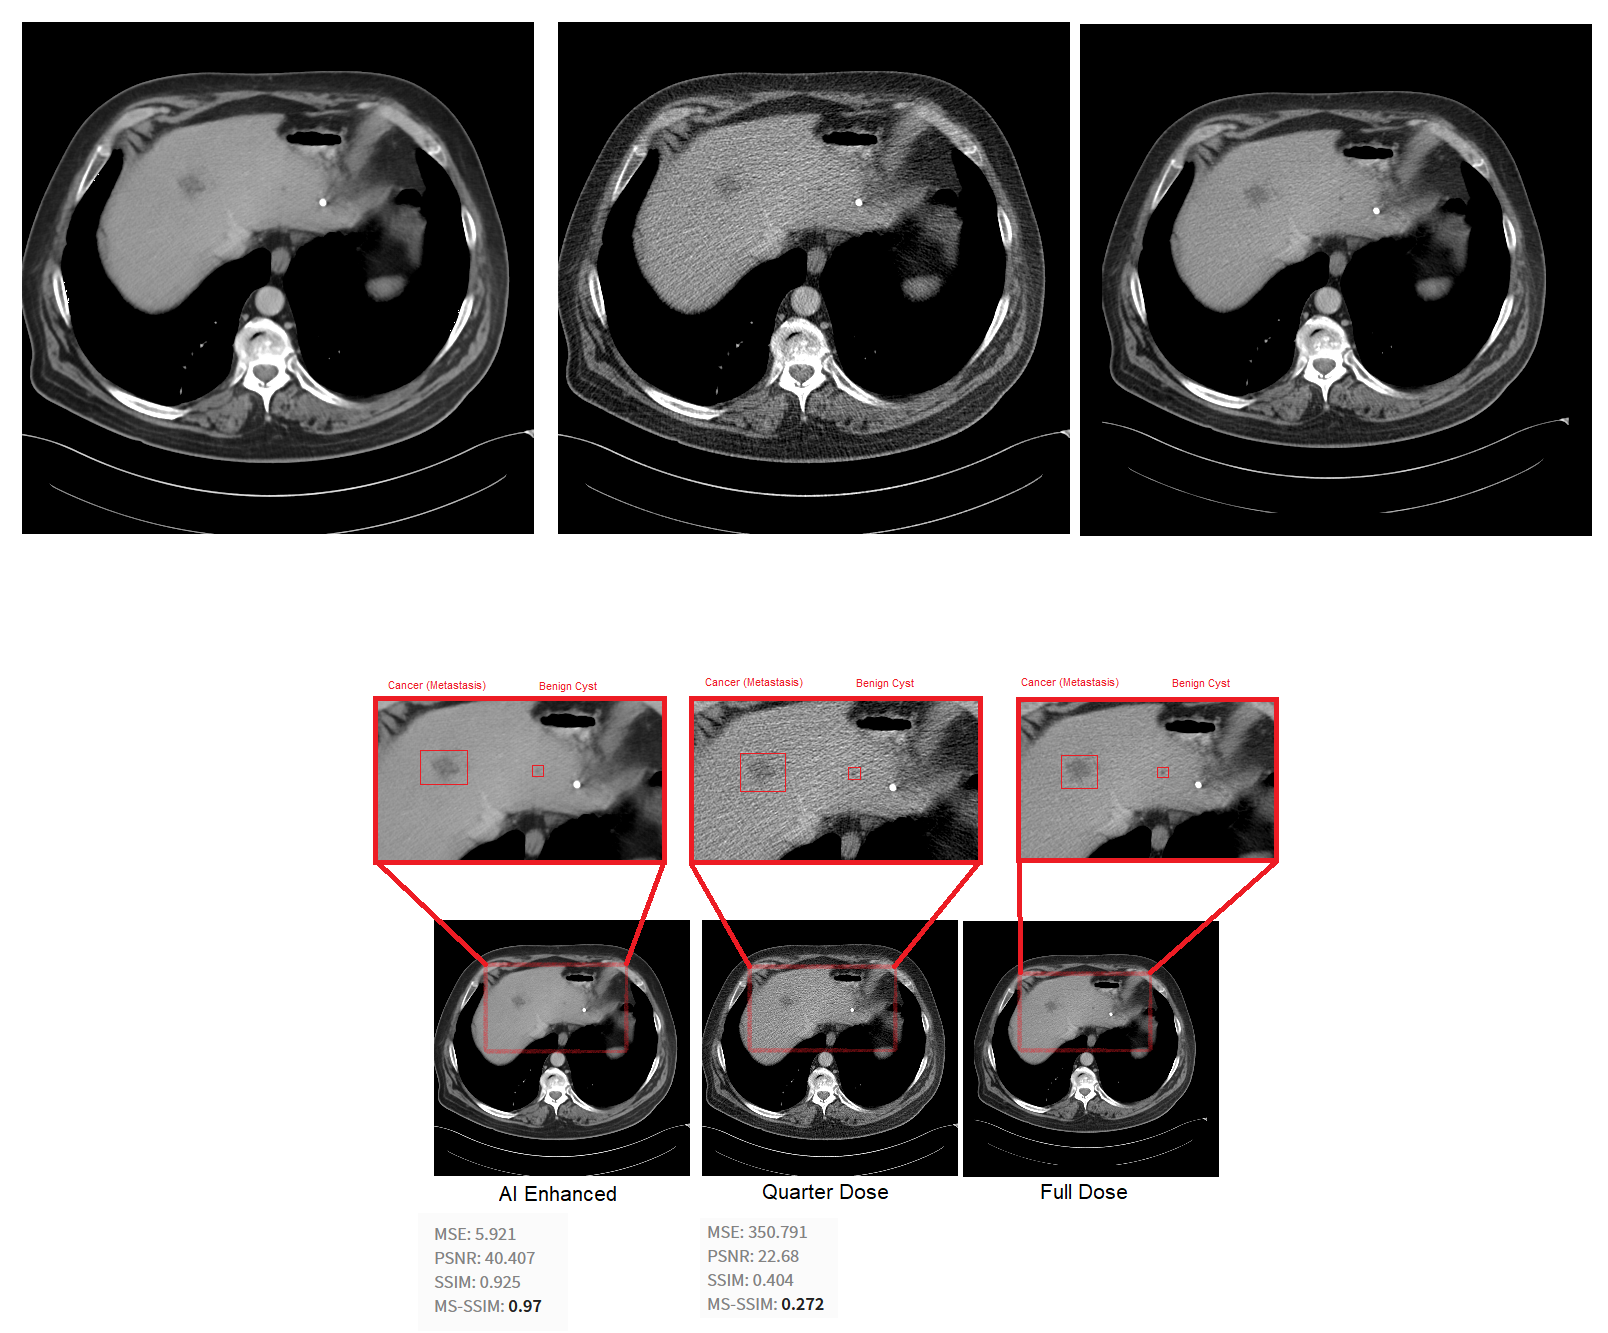 Cancer (Metastasis) Benign Cyst
Cancer (Metastasis) Benign Cyst
Cancer (Metastasis) Benign Cyst
AI Enhanced
Quarter Dose
Full Dose
MSE: 5.921
PSNR: 40.407
SSIM: 0.925
MS-SSIM: 0.97
MSE: 350.791
PSNR: 22.68
SSIM: 0.404
MS-SSIM: 0.272